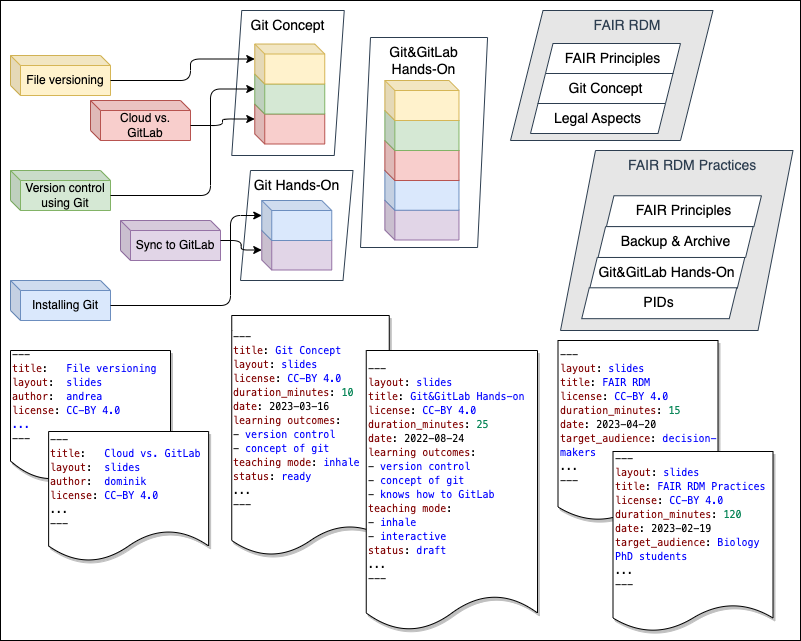 File versioning
Cloud vs.
GitLab
Version control
using Git
Sync to GitLab
Installing Git
Git Concept
Git Hands-On
Git&GitLab
Hands-On
FAIR RDM
FAIR Principles
Git Concept
Legal Aspects
FAIR RDM Practices
FAIR Principles
Backup & Archive
Git&GitLab Hands-On
PIDs
---
title:   File versioning
layout:  slides
author:  andrea
license: CC-BY 4.0
...
---
---
title:   Cloud vs. GitLab
layout:  slides
author:  dominik
license: CC-BY 4.0
...
---
---
title: Git Concept
layout: slides
license: CC-BY 4.0
duration_minutes: 10
date: 2023-03-16
learning outcomes:
- version control
- concept of git
teaching mode: inhale
status: ready
...
---
---
layout: slides
title: Git&GitLab Hands-on
license: CC-BY 4.0
duration_minutes: 25
date: 2022-08-24
learning outcomes:
- version control
- concept of git
- knows how to GitLab
teaching mode:
- inhale
- interactive
status: draft
...
---
---
layout: slides
title: FAIR RDM
license: CC-BY 4.0
duration_minutes: 15
date: 2023-04-20
target_audience: decision-
makers
...
---
---
layout: slides
title: FAIR RDM Practices
license: CC-BY 4.0
duration_minutes: 120
date: 2023-02-19
target_audience: Biology
PhD students
...
---